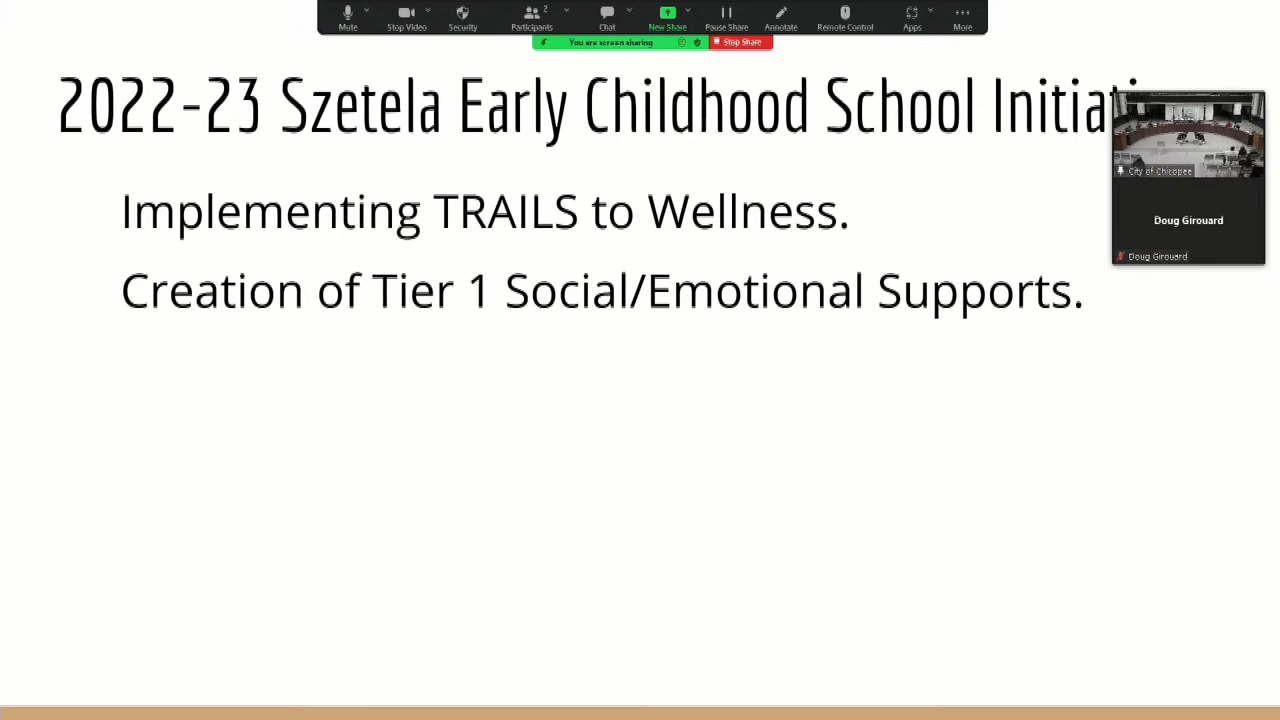 Mute
Stop Video
Security
Participants
2
Chat
New Share
Pause Share
Annotate
Remote Control
Apps
More
You are screen sharing
Stop Share
2022-23 Szetela Early Childhood School Initiati
Implementing TRAILS to Wellness.
Creation of Tier 1 Social/Emotional Supports.
City of Chicopee
Doug Girouard
Doug Girouard